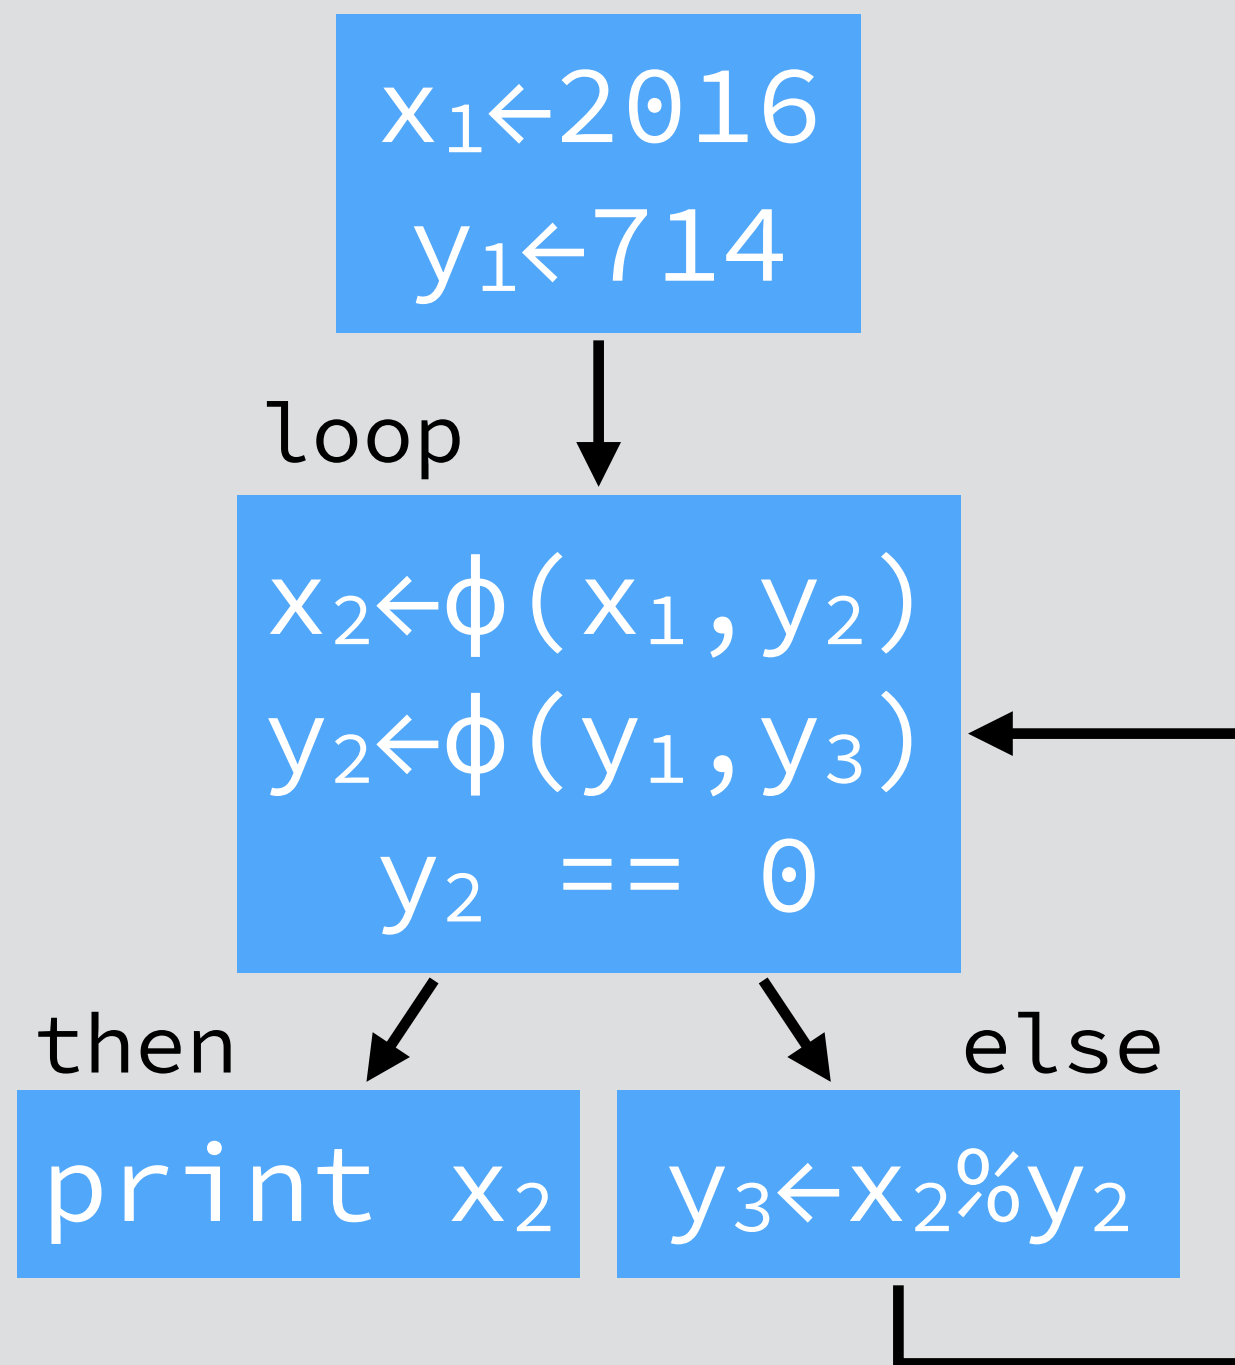 x₁←2016
y₁←714
loop
x₂←ϕ(x₁,y₂)
y₂←ϕ(y₁,y₃)
y₂ == 0
then
else
print x₂
y₃←x₂%y₂